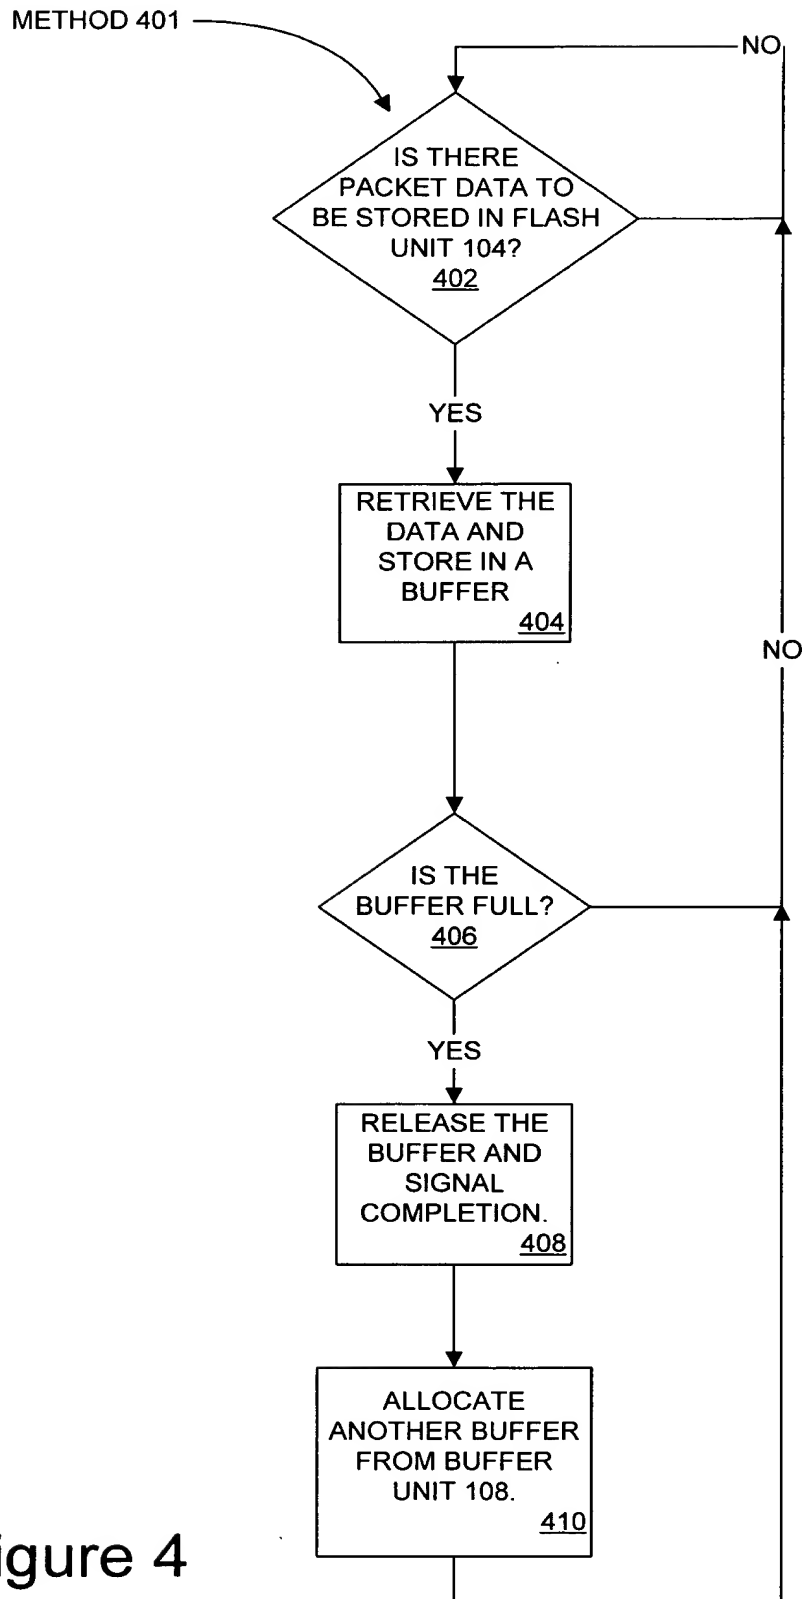 METHOD 401
NO
IS THERE
PACKET DATA TO
BE STORED IN FLASH
UNIT 104?
402
YES
RETRIEVE THE
DATA AND
STORE IN A
BUFFER
404
NO
IS THE
BUFFER FULL?
406
YES
RELEASE THE
BUFFER AND
SIGNAL
COMPLETION.
408
ALLOCATE
ANOTHER BUFFER
FROM BUFFER
UNIT 108.
410
igure 4